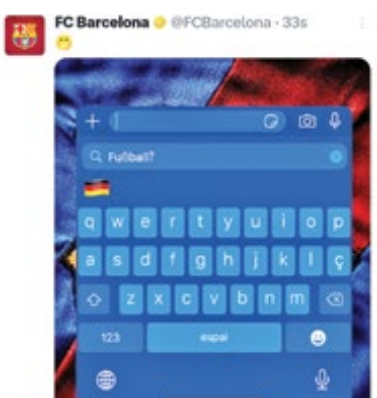 FC Barcelona @FCBarcelona · 33s
Fußball?
q w e r t y u i o p
a s d f g h j k l ç
z x c v b n m
123 espai